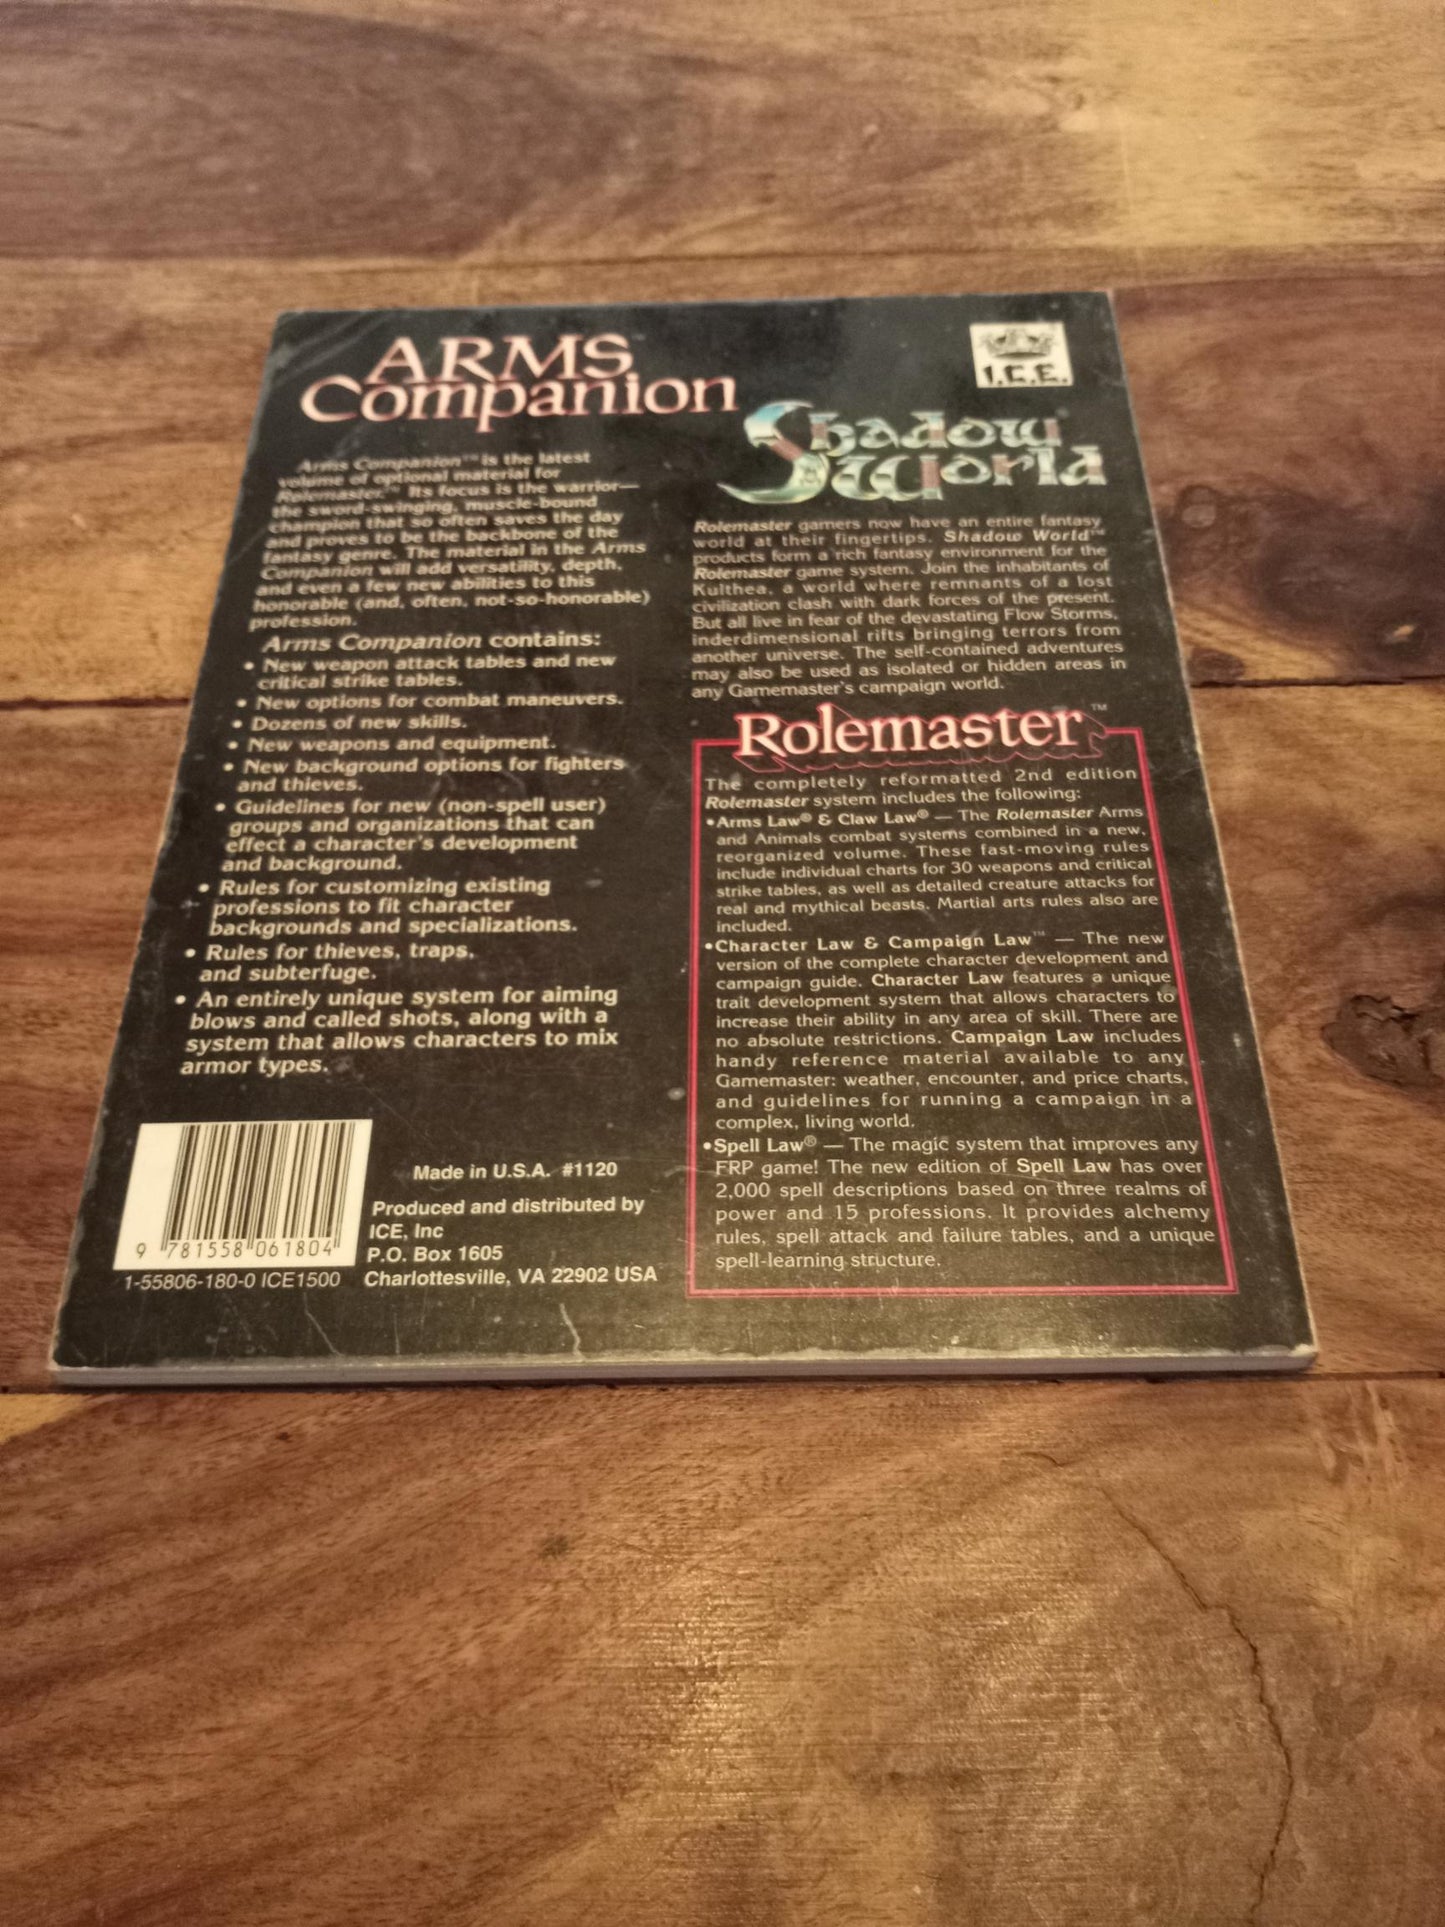 ARMS
Companion
Arms Companion™ is the latest
volume of optional material for
Rolemaster.™ Its focus is the warrior—
the sword-swinging, muscle-bound
champion that so often saves the day
and proves to be the backbone of the
fantasy genre. The material in the Arms
Companion will add versatility, depth,
and even a few new abilities to this
honorable (and, often, not-so-honorable)
profession.
Arms Companion contains:
• New weapon attack tables and new
critical strike tables.
• New options for combat maneuvers.
• Dozens of new skills.
• New weapons and equipment.
• New background options for fighters
and thieves.
• Guidelines for new (non-spell user)
groups and organizations that can
effect a character's development
and background.
• Rules for customizing existing
professions to fit character
backgrounds and specializations.
• Rules for thieves, traps,
and subterfuge.
• An entirely unique system for aiming
blows and called shots, along with a
system that allows characters to mix
armor types.
9 781558 061804
1-55806-180-0 ICE1500
Made in U.S.A. #1120
Produced and distributed by
ICE, Inc
P.O. Box 1605
Charlottesville, VA 22902 USA
I.C.E.
Shadow
World
Rolemaster gamers now have an entire fantasy
world at their fingertips. Shadow World™
products form a rich fantasy environment for the
Rolemaster game system. Join the inhabitants of
Kulthea, a world where remnants of a lost
civilization clash with dark forces of the present.
But all live in fear of the devastating Flow Storms,
inderdimensional rifts bringing terrors from
another universe. The self-contained adventures
may also be used as isolated or hidden areas in
any Gamemaster's campaign world.
Rolemaster™
The completely reformatted 2nd edition
Rolemaster system includes the following:
•Arms Law® & Claw Law® — The Rolemaster Arms
and Animals combat systems combined in a new,
reorganized volume. These fast-moving rules
include individual charts for 30 weapons and critical
strike tables, as well as detailed creature attacks for
real and mythical beasts. Martial arts rules also are
included.
•Character Law & Campaign Law™ — The new
version of the complete character development and
campaign guide. Character Law features a unique
trait development system that allows characters to
increase their ability in any area of skill. There are
no absolute restrictions. Campaign Law includes
handy reference material available to any
Gamemaster: weather, encounter, and price charts,
and guidelines for running a campaign in a
complex, living world.
•Spell Law® — The magic system that improves any
FRP game! The new edition of Spell Law has over
2,000 spell descriptions based on three realms of
power and 15 professions. It provides alchemy
rules, spell attack and failure tables, and a unique
spell-learning structure.